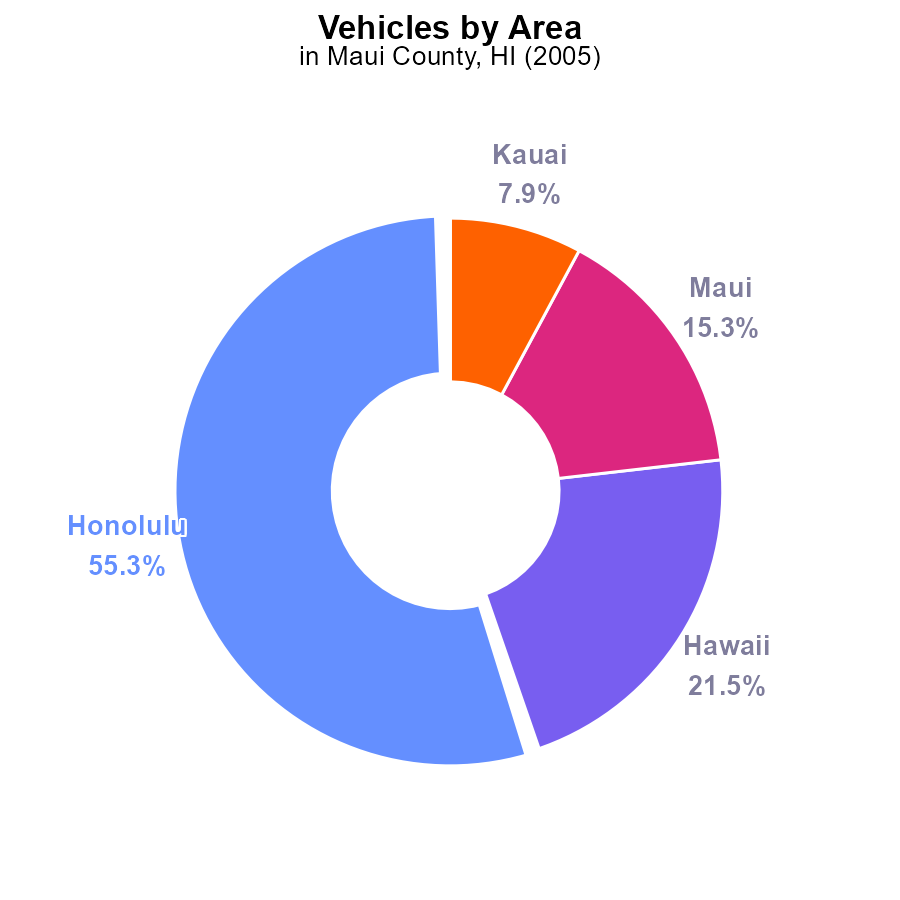 Vehicles by Area
in Maui County, HI (2005)
Kauai
7.9%
Maui
15.3%
Honolulu
55.3%
Hawaii
21.5%